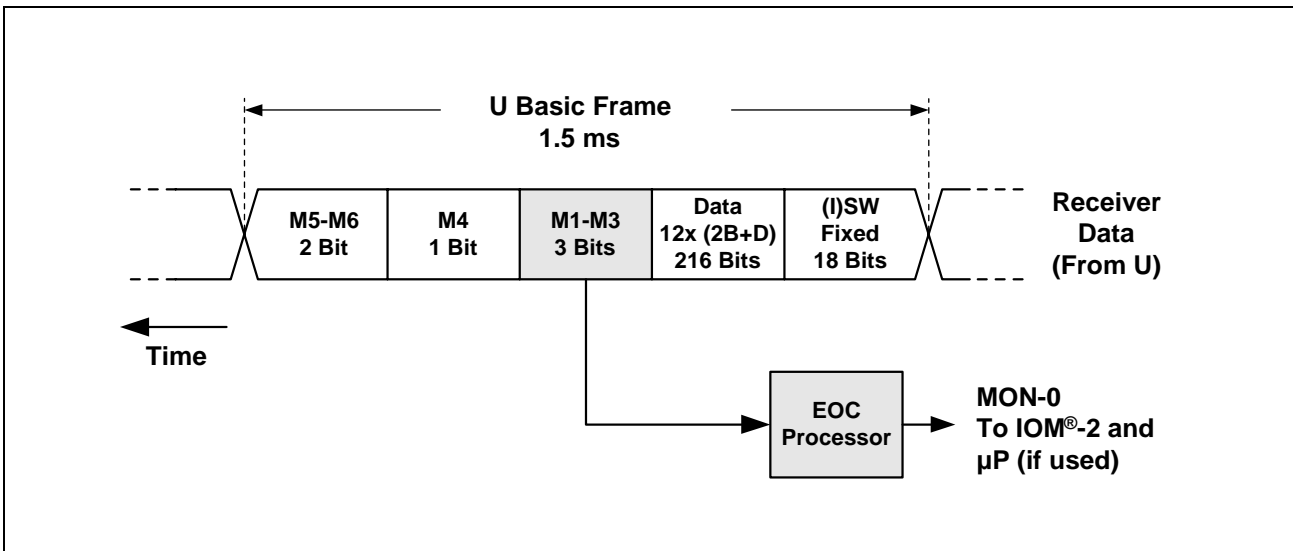 U Basic Frame
1.5 ms
M5-M6
2 Bit
M4
1 Bit
M1-M3
3 Bits
Data
12x (2B+D)
216 Bits
(I)SW
Fixed
18 Bits
Receiver
Data
(From U)
Time
EOC
Processor
MON-0
To IOM®-2 and
µP (if used)